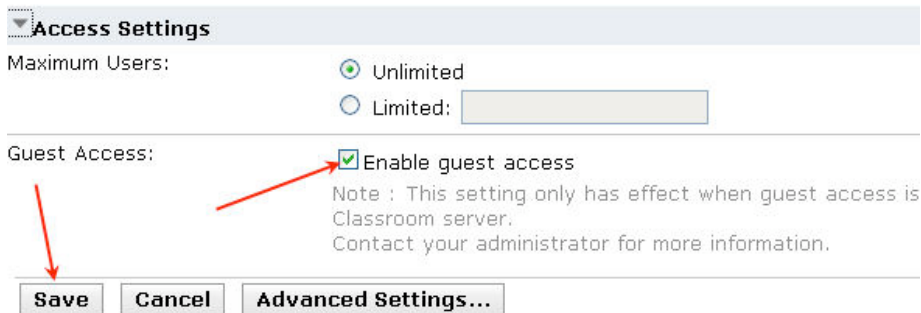 Access Settings
Maximum Users:
Unlimited
Limited:
Guest Access:
Enable guest access
Note : This setting only has effect when guest access is
Classroom server.
Contact your administrator for more information.
Save Cancel Advanced Settings...